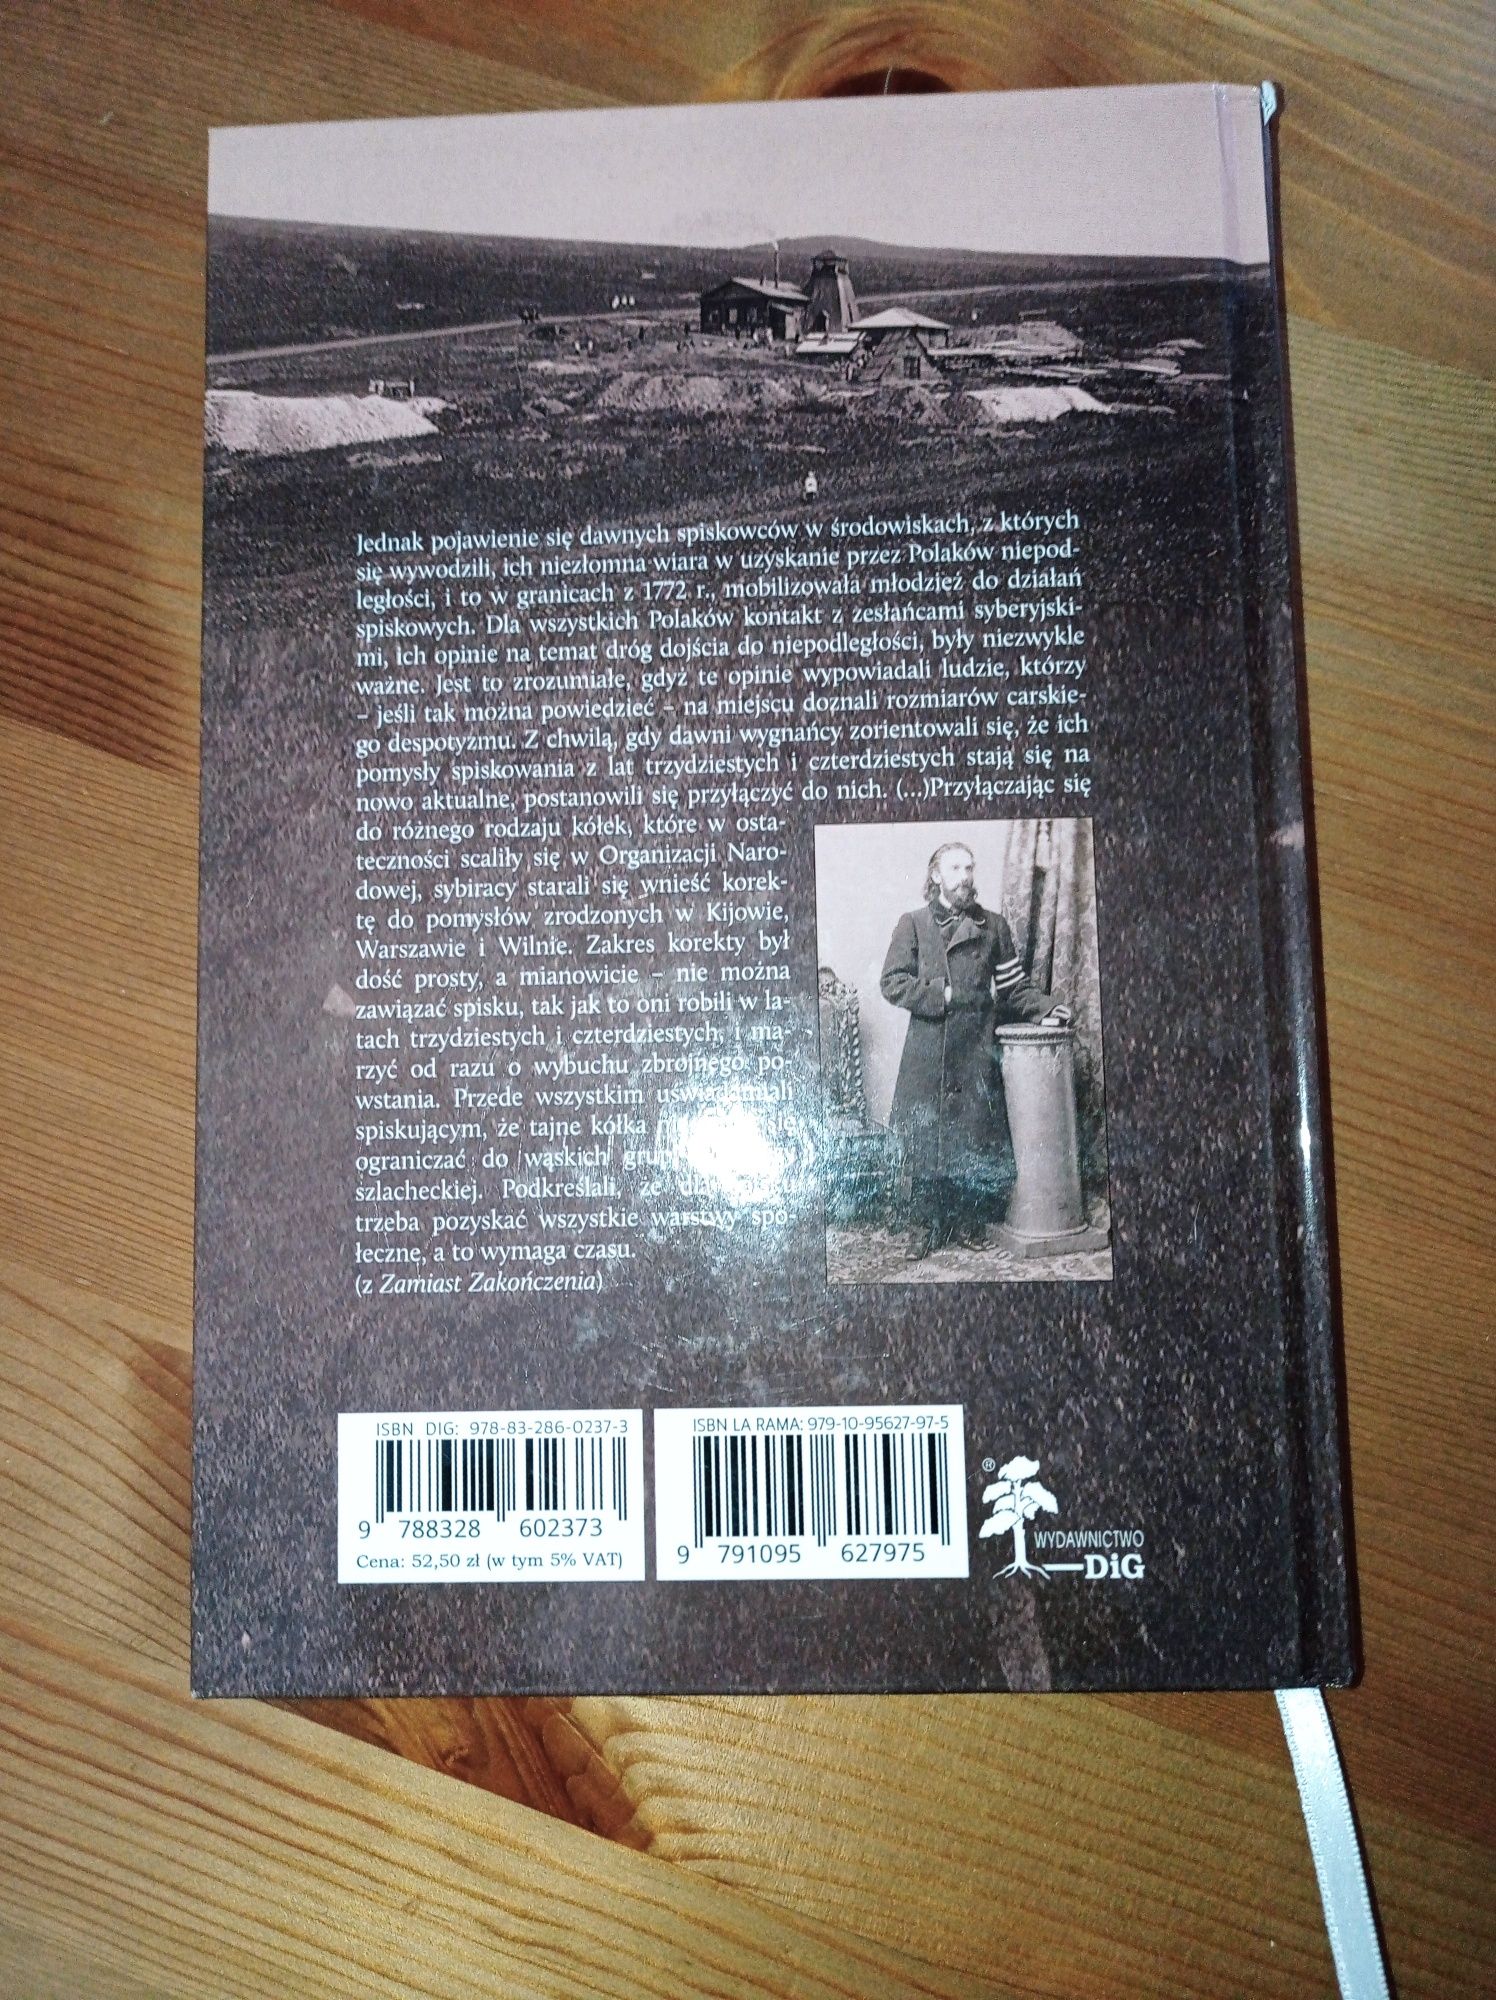 Jednak pojawienie się dawnych spiskowców w środowiskach, z których
się wywodzili, ich niezłomna wiara w uzyskanie przez Polaków niepod-
ległości, i to w granicach z 1772 r., mobilizowała młodzież do działań
spiskowych. Dla wszystkich Polaków kontakt z zesłańcami syberyjski-
mi, ich opinie na temat dróg dojścia do niepodległości, były niezwykle
ważne. Jest to zrozumiałe, gdyż te opinie wypowiadali ludzie, którzy
– jeśli tak można powiedzieć – na miejscu doznali rozmiarów carskie-
go despotyzmu. Z chwilą, gdy dawni wygnańcy zorientowali się, że ich
pomysły spiskowania z lat trzydziestych i czterdziestych stają się na
nowo aktualne, postanowili się przyłączyć do nich. (...)Przyłączając się
do różnego rodzaju kółek, które w osta-
teczności scaliły się w Organizacji Naro-
dowej, sybiracy starali się wnieść korek-
tę do pomysłów zrodzonych w Kijowie,
Warszawie i Wilnie. Zakres korekty był
dość prosty, a mianowicie – nie można
zawiązać spisku, tak jak to oni robili w la-
tach trzydziestych i czterdziestych, i ma-
rzyć od razu o wybuchu zbrojnego po-
wstania. Przede wszystkim uświadamiali
spiskującym, że tajne kółka się
ograniczać do wąskich
szlacheckiej. Podkreślali, że
trzeba pozyskać wszystkie warstwy spo-
łeczne, a to wymaga czasu.
(z Zamiast Zakończenia)
ISBN DIG: 978-83-286-0237-3
9 788328 602373
Cena: 52,50 zł (w tym 5% VAT)
ISBN LA RAMA: 979-10-95627-97-5
9 791095 627975
®
WYDAWNICTWO
DiG